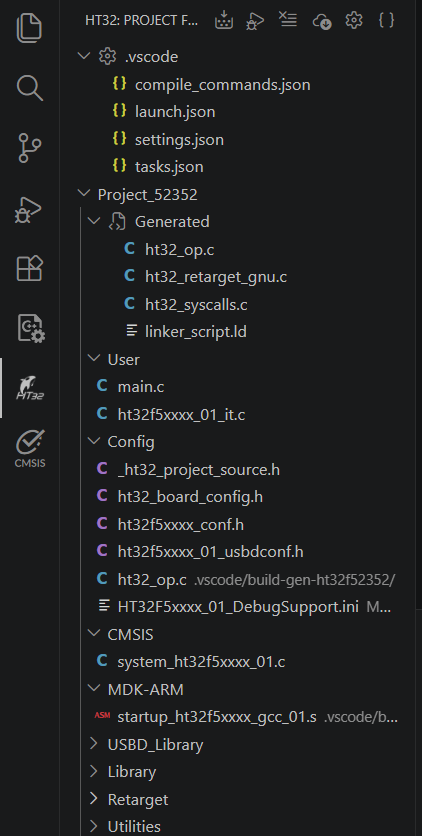 HT32: PROJECT F...
.vscode
{} compile_commands.json
{} launch.json
{} settings.json
{} tasks.json
Project_52352
Generated
C ht32_op.c
C ht32_retarget_gnu.c
C ht32_syscalls.c
linker_script.ld
User
C main.c
C ht32f5xxxx_01_it.c
Config
C _ht32_project_source.h
C ht32_board_config.h
C ht32f5xxxx_conf.h
C ht32f5xxxx_01_usbdconf.h
C ht32_op.c .vscode/build-gen-ht32f52352/
HT32F5xxxx_01_DebugSupport.ini M...
CMSIS
C system_ht32f5xxxx_01.c
MDK-ARM
ASM startup_ht32f5xxxx_gcc_01.s .vscode/b...
USBD_Library
Library
Retarget
Utilities
HT32
CMSIS